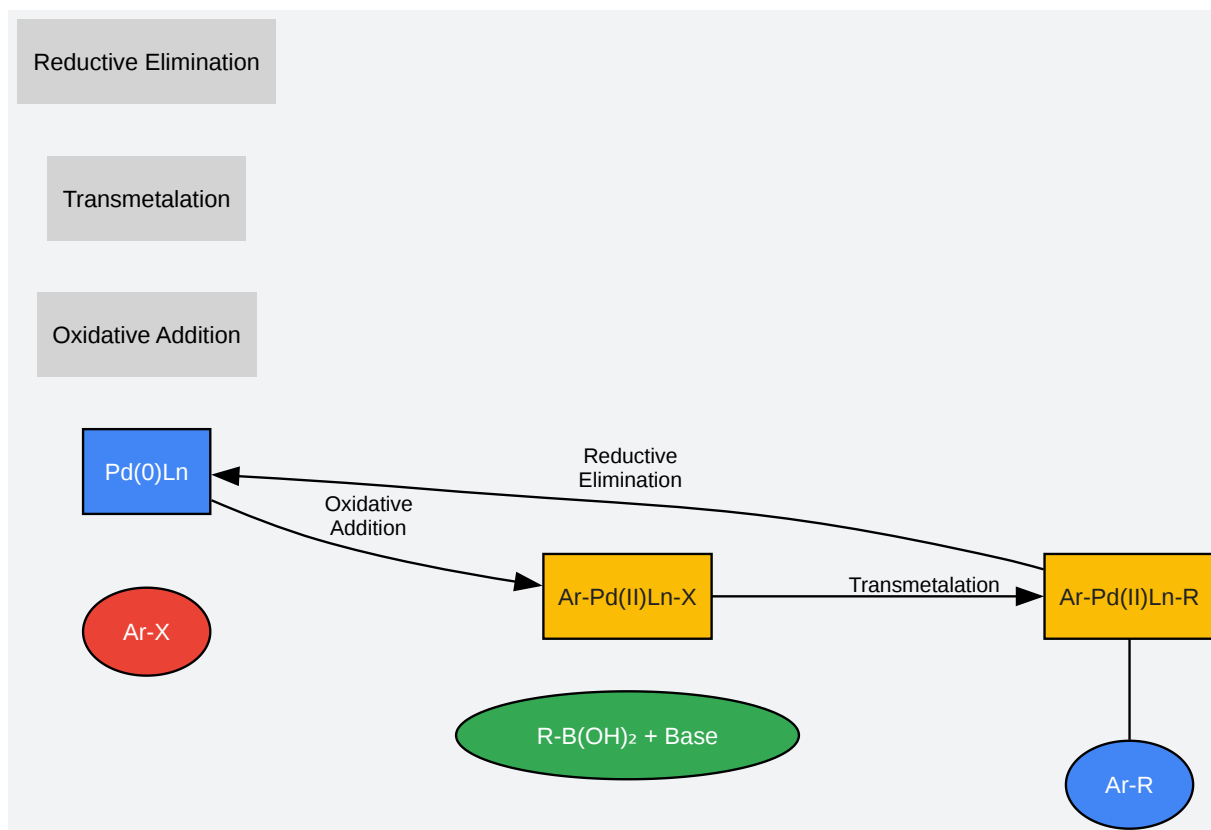 Reductive Elimination
Transmetalation
Oxidative Addition
Pd(0)Ln
Reductive
Elimination
Oxidative
Addition
Ar-Pd(II)Ln-X
Transmetalation
Ar-Pd(II)Ln-R
Ar-X
R-B(OH)₂ + Base
Ar-R